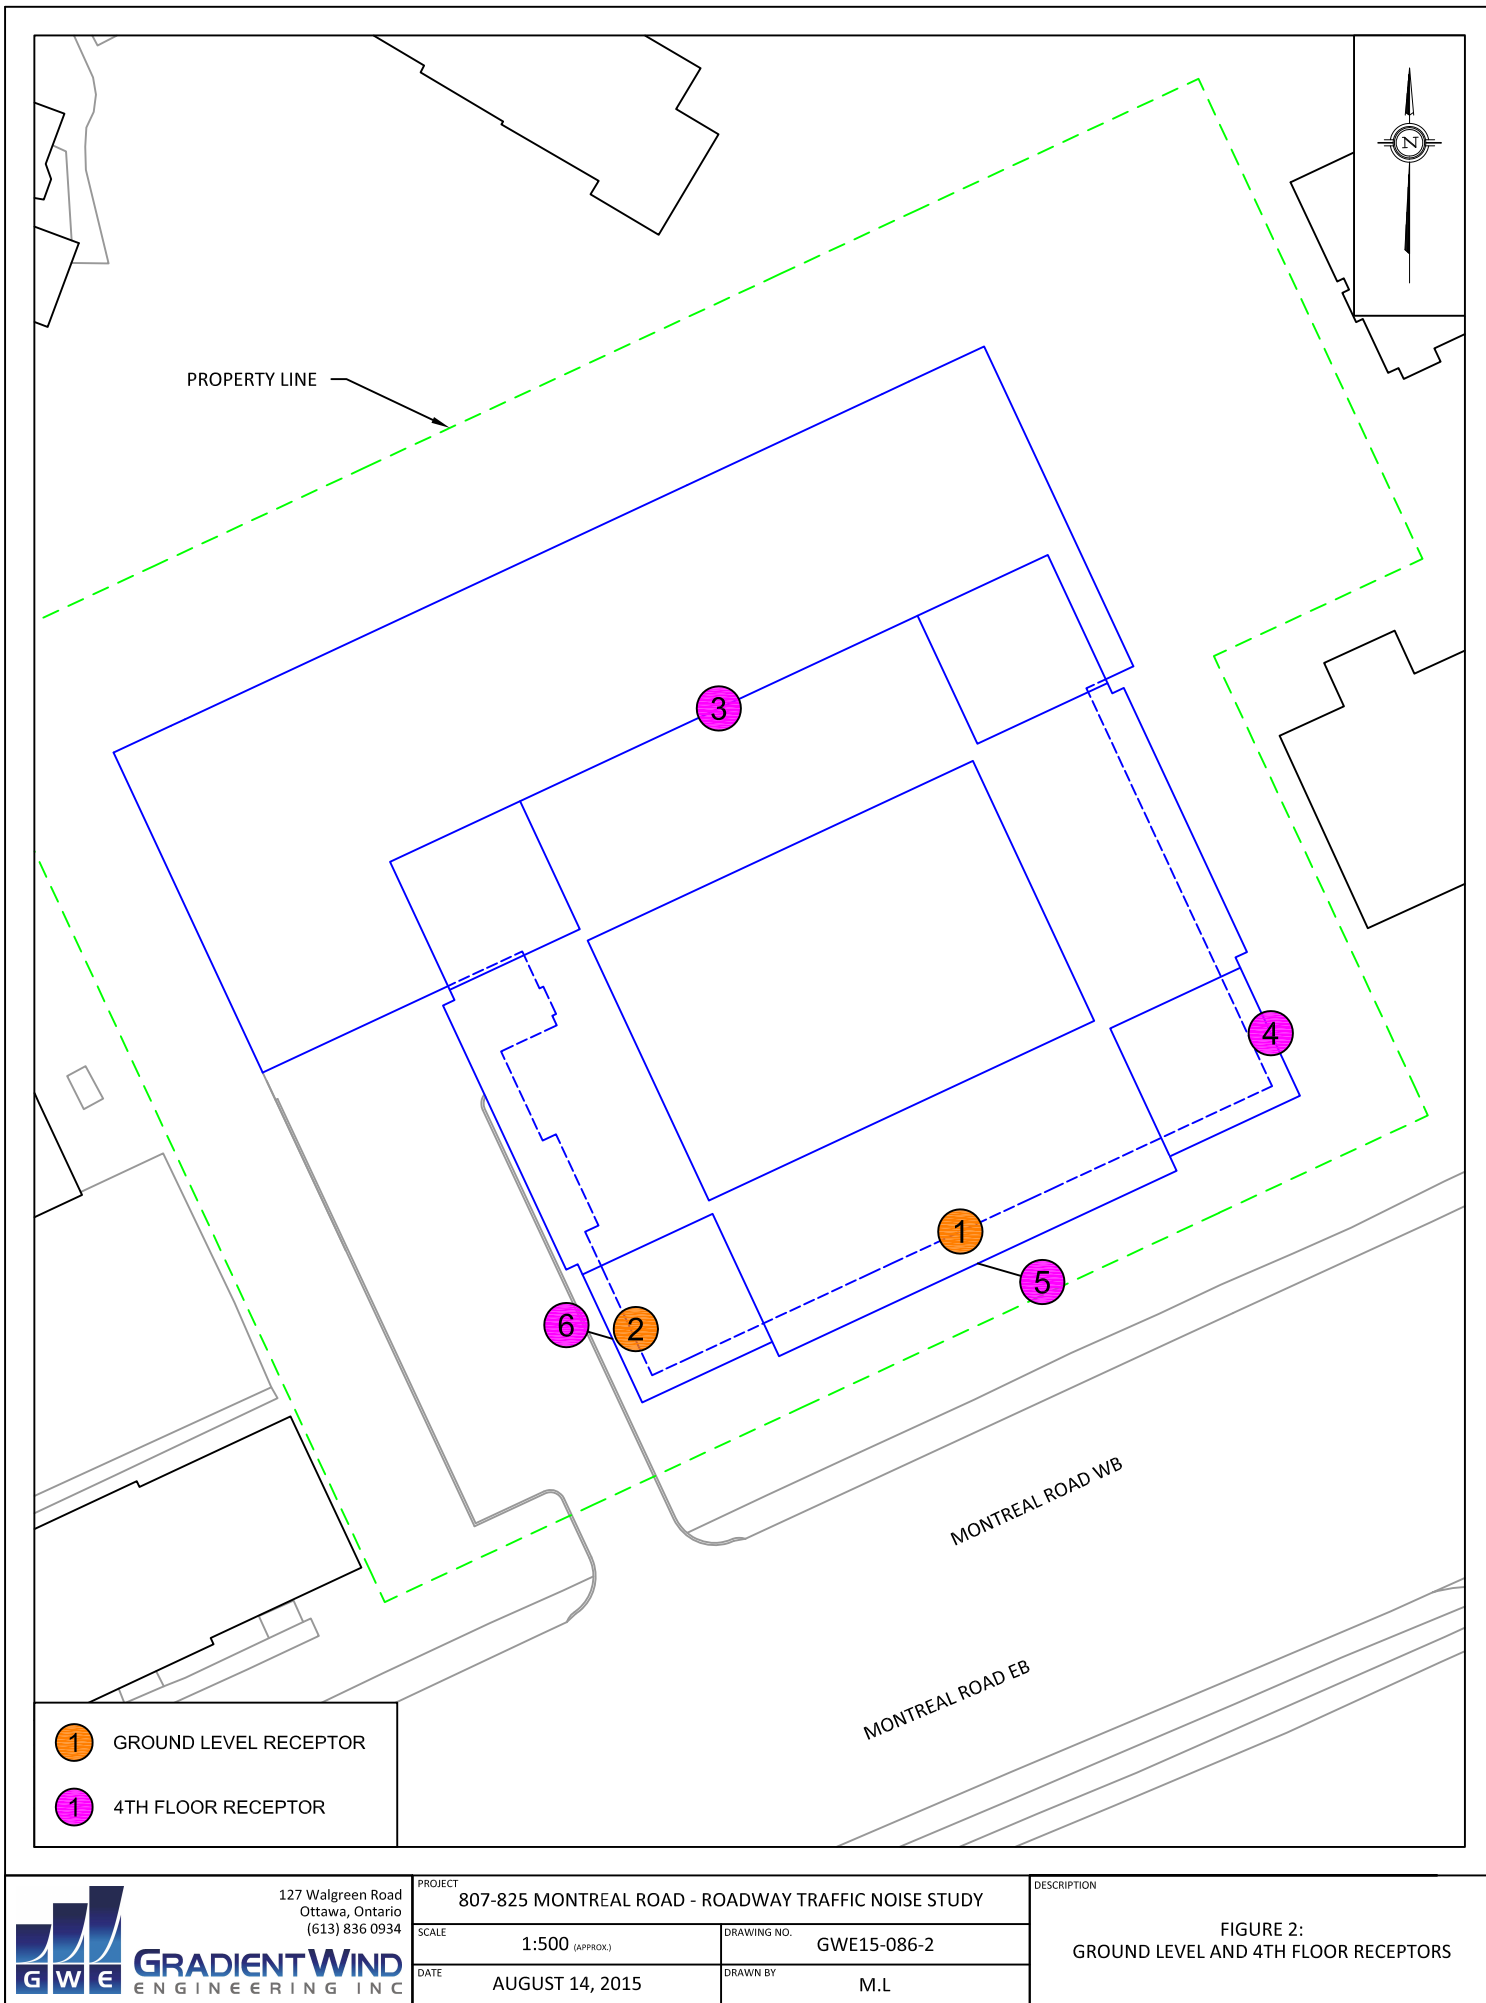 N
PROPERTY LINE
3
4
1
5
6
2
MONTREAL ROAD WB
MONTREAL ROAD EB
1 GROUND LEVEL RECEPTOR
1 4TH FLOOR RECEPTOR
127 Walgreen Road
Ottawa, Ontario
(613) 836 0934
GWE
GRADIENTWIND
ENGINEERING INC
PROJECT
807-825 MONTREAL ROAD - ROADWAY TRAFFIC NOISE STUDY
SCALE
1:500 (APPROX.)
DRAWING NO.
GWE15-086-2
DATE
AUGUST 14, 2015
DRAWN BY
M.L
DESCRIPTION
FIGURE 2:
GROUND LEVEL AND 4TH FLOOR RECEPTORS